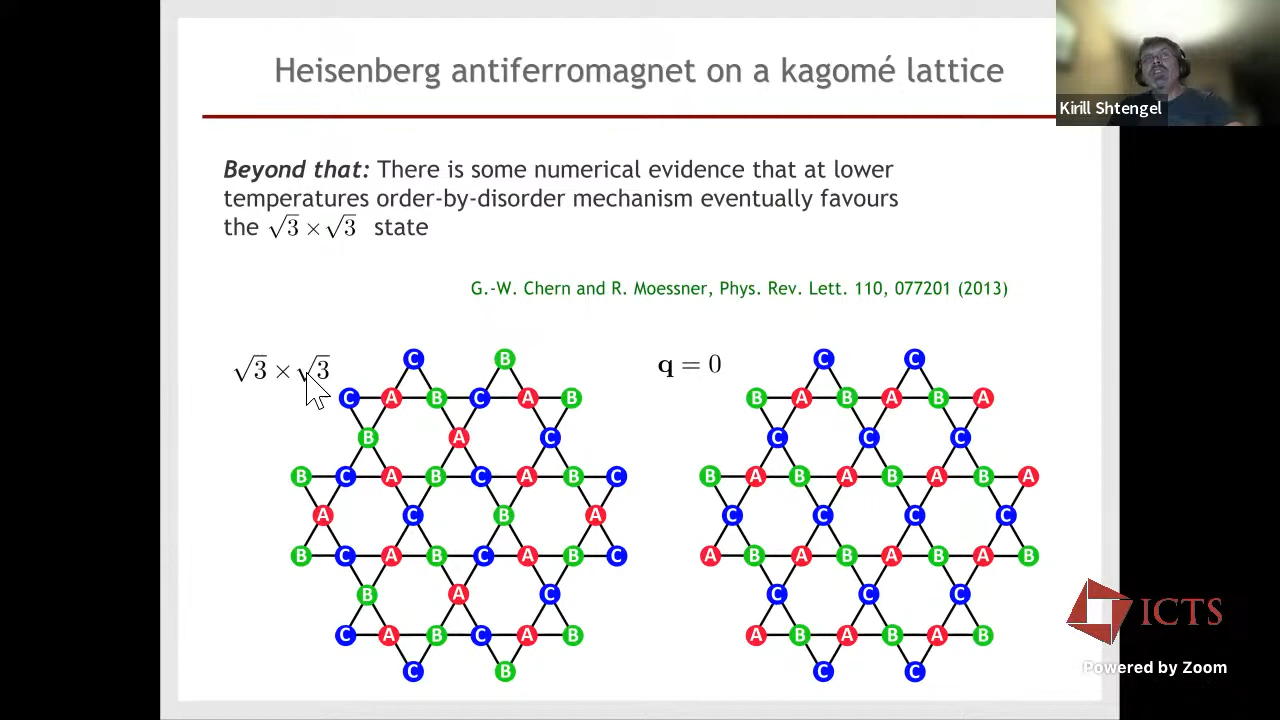 Heisenberg antiferromagnet on a kagomé lattice
Kirill Shtengel
Beyond that: There is some numerical evidence that at lower
temperatures order-by-disorder mechanism eventually favours
the √3 × √3 state
G.-W. Chern and R. Moessner, Phys. Rev. Lett. 110, 077201 (2013)
√3 × √3
C B
C A B C A B
B A C
B C A B C A B C
A C B A
B C A B C A B C
B A C
C A B C A B
C B
q = 0
C C
B A B A B A
C C C
B A B A B A B A
C C C C
A B A B A B A B
C C C
A B A B A B
C C
ICTS
Powered by Zoom